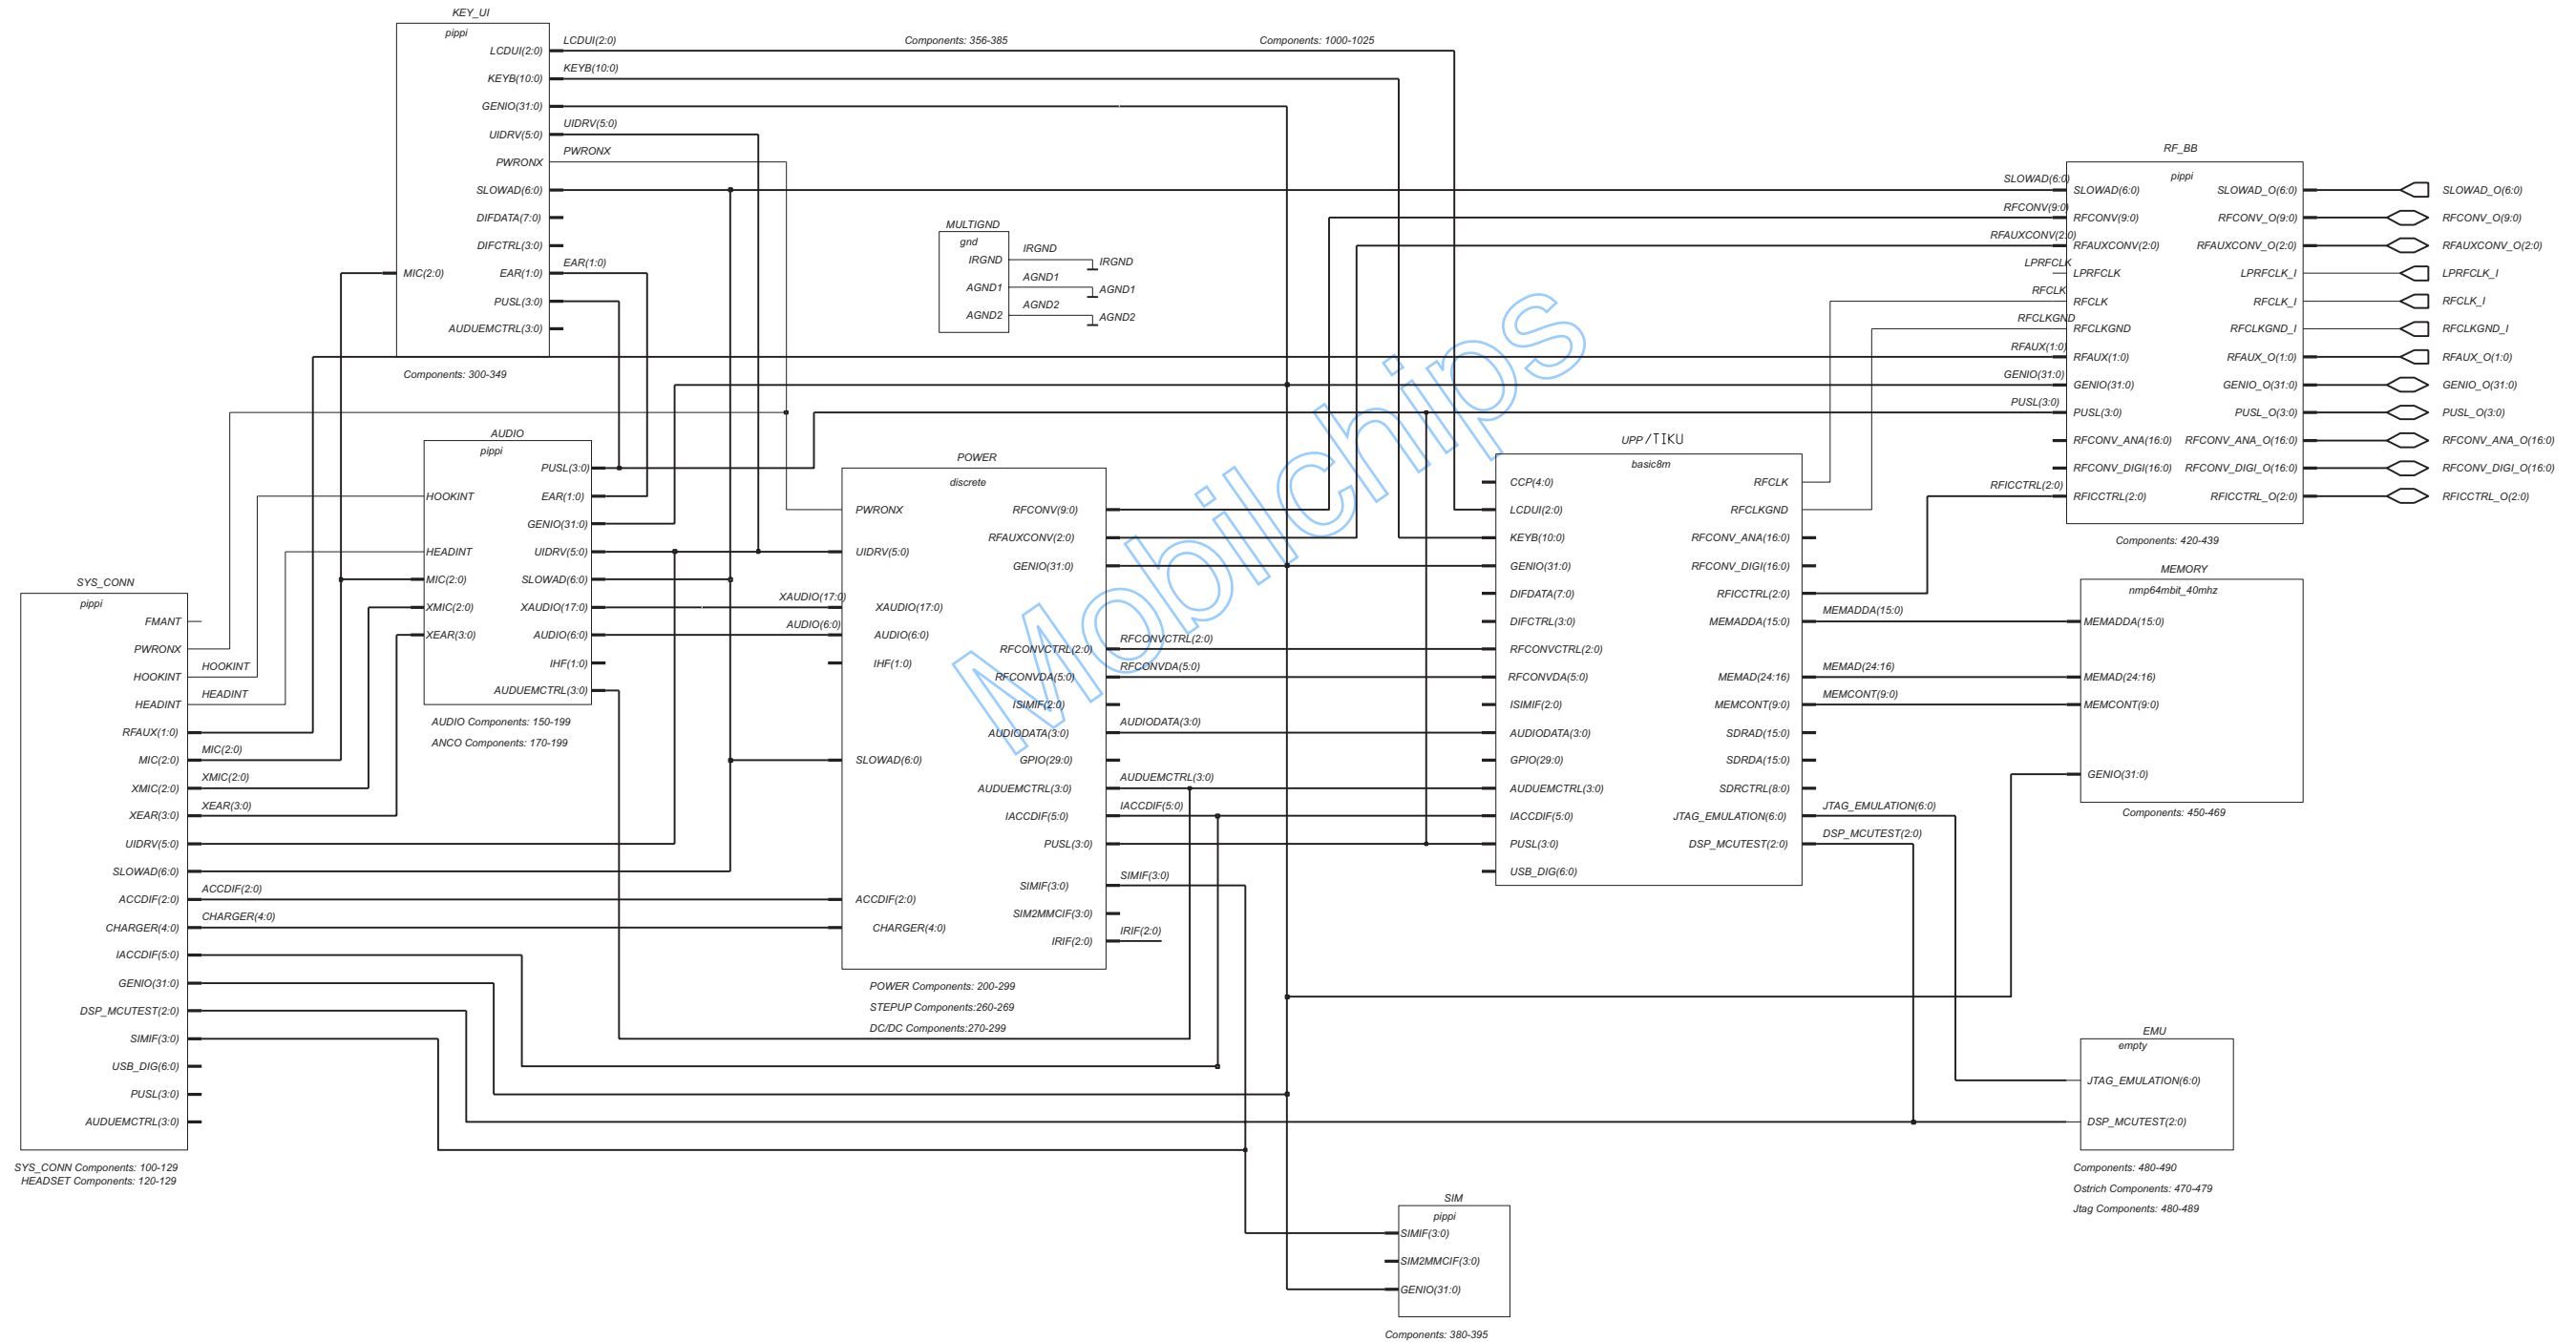 KEY_UI
pippi
LCDUI(2:0)
KEYB(10:0)
GENIO(31:0)
UIDRV(5:0)
PWRONX
SLOWAD(6:0)
DIFDATA(7:0)
DIFCTRL(3:0)
MIC(2:0)
EAR(1:0)
PUSL(3:0)
AUDUEMCTRL(3:0)
Components: 300-349
LCDUI(2:0)
KEYB(10:0)
UIDRV(5:0)
PWRONX
EAR(1:0)
Components: 356-385
Components: 1000-1025
MULTIGND
gnd
IRGND
AGND1
AGND2
IRGND
AGND1
AGND2
IRGND
AGND1
AGND2
RF_BB
pippi
SLOWAD(6:0)
RFCONV(9:0)
RFAUXCONV(2:0)
LPRFCLK
RFCLK
RFCLKGND
RFAUX(1:0)
GENIO(31:0)
PUSL(3:0)
RFICCTRL(2:0)
SLOWAD(6:0)
RFCONV(9:0)
RFAUXCONV(2:0)
LPRFCLK
RFCLK
RFCLKGND
RFAUX(1:0)
GENIO(31:0)
PUSL(3:0)
RFCONV_ANA(16:0)
RFCONV_DIGI(16:0)
RFICCTRL(2:0)
SLOWAD_O(6:0)
RFCONV_O(9:0)
RFAUXCONV_O(2:0)
LPRFCLK_I
RFCLK_I
RFCLKGND_I
RFAUX_O(1:0)
GENIO_O(31:0)
PUSL_O(3:0)
RFCONV_ANA_O(16:0)
RFCONV_DIGI_O(16:0)
RFICCTRL_O(2:0)
SLOWAD_O(6:0)
RFCONV_O(9:0)
RFAUXCONV_O(2:0)
LPRFCLK_I
RFCLK_I
RFCLKGND_I
RFAUX_O(1:0)
GENIO_O(31:0)
PUSL_O(3:0)
RFCONV_ANA_O(16:0)
RFCONV_DIGI_O(16:0)
RFICCTRL_O(2:0)
Components: 420-439
AUDIO
pippi
HOOKINT
HEADINT
MIC(2:0)
XMIC(2:0)
XEAR(3:0)
PUSL(3:0)
EAR(1:0)
GENIO(31:0)
UIDRV(5:0)
SLOWAD(6:0)
XAUDIO(17:0)
AUDIO(6:0)
IHF(1:0)
AUDUEMCTRL(3:0)
AUDIO Components: 150-199
ANCO Components: 170-199
XAUDIO(17:0)
AUDIO(6:0)
POWER
discrete
PWRONX
UIDRV(5:0)
XAUDIO(17:0)
AUDIO(6:0)
IHF(1:0)
SLOWAD(6:0)
ACCDIF(2:0)
CHARGER(4:0)
RFCONV(9:0)
RFAUXCONV(2:0)
GENIO(31:0)
RFCONVCTRL(2:0)
RFCONVDA(5:0)
ISIMIF(2:0)
AUDIODATA(3:0)
GPIO(29:0)
AUDUEMCTRL(3:0)
IACCDIF(5:0)
PUSL(3:0)
SIMIF(3:0)
SIM2MMCIF(3:0)
IRIF(2:0)
RFCONVCTRL(2:0)
RFCONVDA(5:0)
AUDIODATA(3:0)
AUDUEMCTRL(3:0)
IACCDIF(5:0)
SIMIF(3:0)
IRIF(2:0)
POWER Components: 200-299
STEPUP Components:260-269
DC/DC Components:270-299
UPP /TIKU
basic8m
CCP(4:0)
LCDUI(2:0)
KEYB(10:0)
GENIO(31:0)
DIFDATA(7:0)
DIFCTRL(3:0)
RFCONVCTRL(2:0)
RFCONVDA(5:0)
ISIMIF(2:0)
AUDIODATA(3:0)
GPIO(29:0)
AUDUEMCTRL(3:0)
IACCDIF(5:0)
PUSL(3:0)
USB_DIG(6:0)
RFCLK
RFCLKGND
RFCONV_ANA(16:0)
RFCONV_DIGI(16:0)
RFICCTRL(2:0)
MEMADDA(15:0)
MEMAD(24:16)
MEMCONT(9:0)
SDRAD(15:0)
SDRDA(15:0)
SDRCTRL(8:0)
JTAG_EMULATION(6:0)
DSP_MCUTEST(2:0)
MEMADDA(15:0)
MEMAD(24:16)
MEMCONT(9:0)
JTAG_EMULATION(6:0)
DSP_MCUTEST(2:0)
MEMORY
nmp64mbit_40mhz
MEMADDA(15:0)
MEMAD(24:16)
MEMCONT(9:0)
GENIO(31:0)
Components: 450-469
SYS_CONN
pippi
FMANT
PWRONX
HOOKINT
HEADINT
RFAUX(1:0)
MIC(2:0)
XMIC(2:0)
XEAR(3:0)
UIDRV(5:0)
SLOWAD(6:0)
ACCDIF(2:0)
CHARGER(4:0)
IACCDIF(5:0)
GENIO(31:0)
DSP_MCUTEST(2:0)
SIMIF(3:0)
USB_DIG(6:0)
PUSL(3:0)
AUDUEMCTRL(3:0)
HOOKINT
HEADINT
MIC(2:0)
XMIC(2:0)
XEAR(3:0)
ACCDIF(2:0)
CHARGER(4:0)
SYS_CONN Components: 100-129
HEADSET Components: 120-129
EMU
empty
JTAG_EMULATION(6:0)
DSP_MCUTEST(2:0)
Components: 480-490
Ostrich Components: 470-479
Jtag Components: 480-489
SIM
pippi
SIMIF(3:0)
SIM2MMCIF(3:0)
GENIO(31:0)
Components: 380-395
Mobilchips